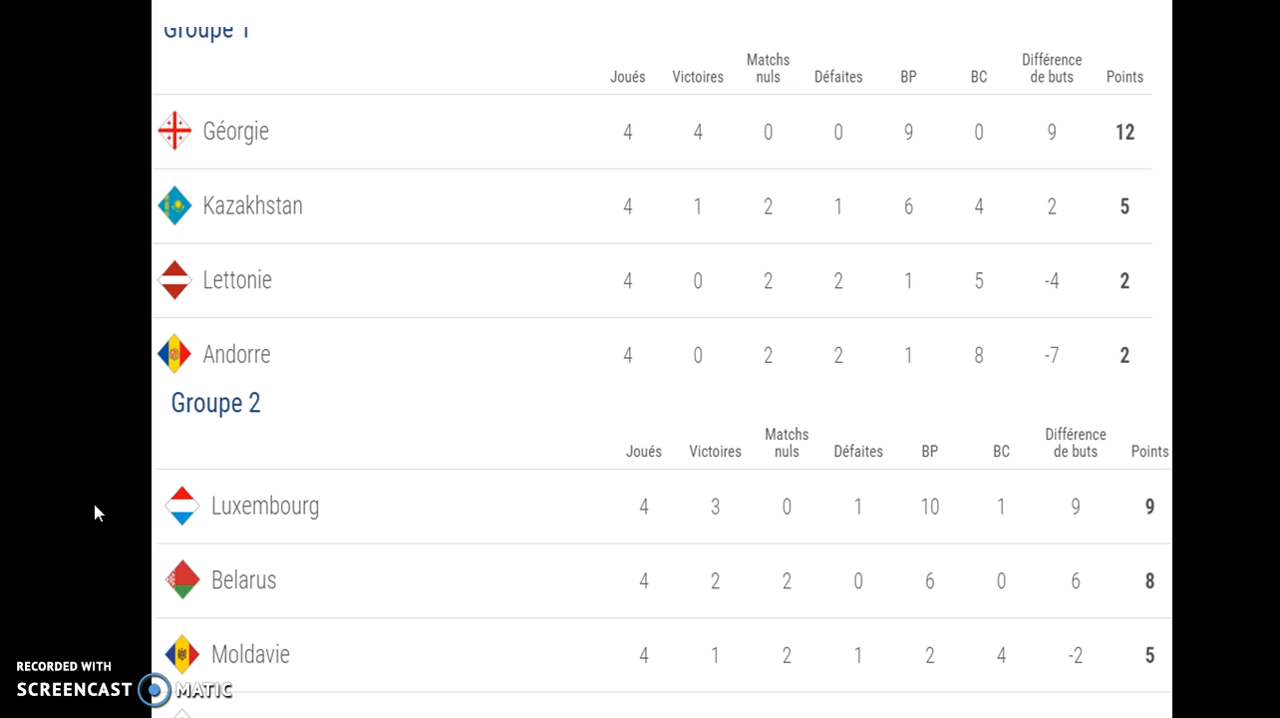 Groupe 1
Joués Victoires Matchs nuls Défaites BP BC Différence de buts Points
Géorgie 4 4 0 0 9 0 9 12
Kazakhstan 4 1 2 1 6 4 2 5
Lettonie 4 0 2 2 1 5 -4 2
Andorre 4 0 2 2 1 8 -7 2
Groupe 2
Joués Victoires Matchs nuls Défaites BP BC Différence de buts Points
Luxembourg 4 3 0 1 10 1 9 9
Belarus 4 2 2 0 6 0 6 8
Moldavie 4 1 2 1 2 4 -2 5
RECORDED WITH
SCREENCAST MATIC